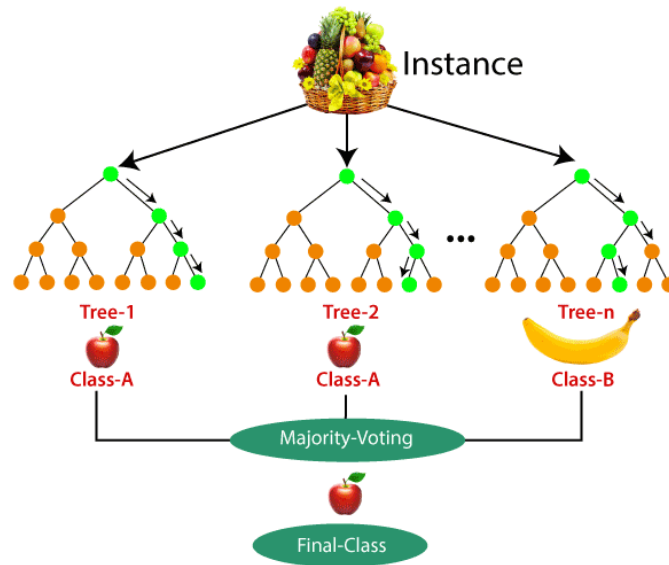 Instance
...
Tree-1
Tree-2
Tree-n
Class-A
Class-A
Class-B
Majority-Voting
Final-Class